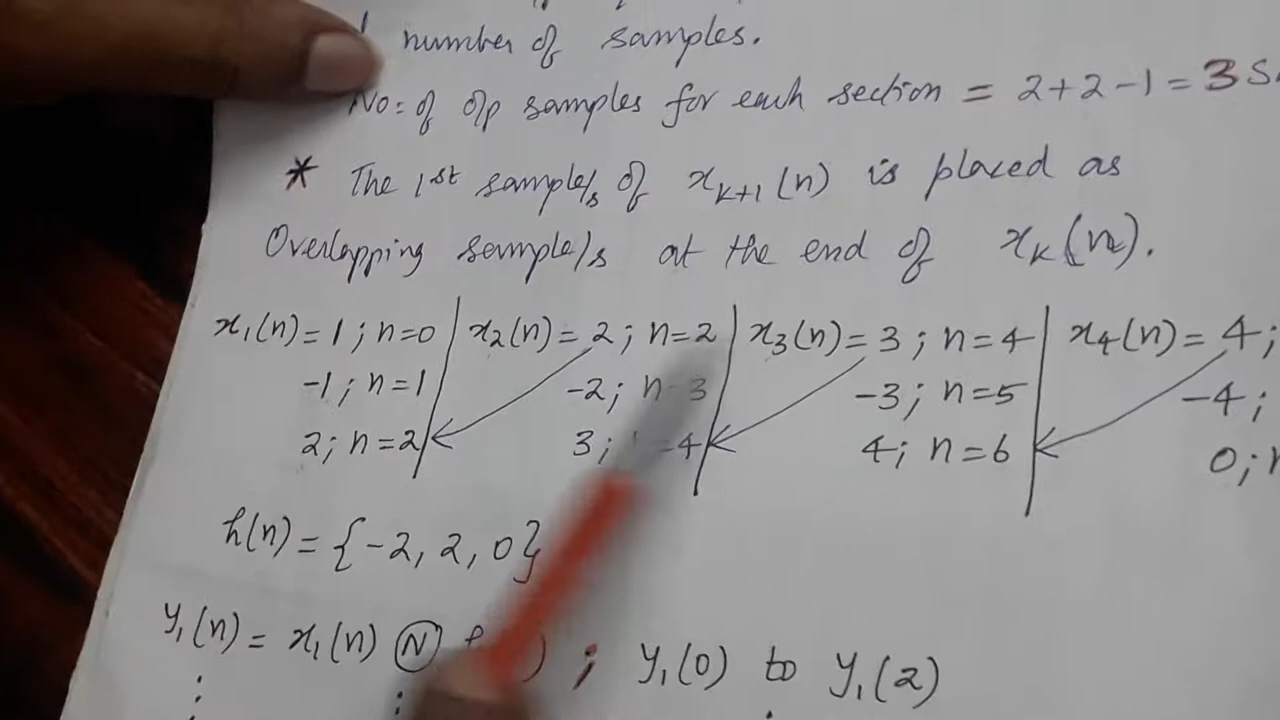 number of samples.
No: of o/p samples for each section = 2+2-1 = 3
* The 1st sample/s of x_{k+1}(n) is placed as
Overlapping sample/s at the end of x_k(n).
x_1(n) = 1 ; n=0 | x_2(n) = 2 ; n=2 | x_3(n) = 3 ; n=4 | x_4(n) = 4 ;
-1 ; n=1 -2 ; n 3 -3 ; n=5 -4 ;
2 ; n=2 3 ; =4 4 ; n=6 0 ;
h(n) = {-2, 2, 0}
y_1(n) = x_1(n) Ⓝ ) ; y_1(0) to y_1(2)